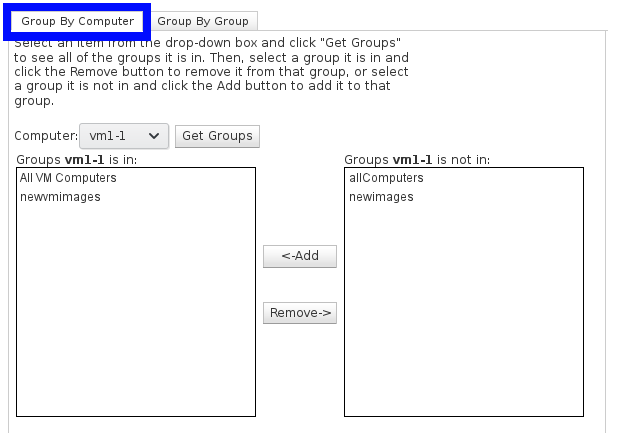 Group By Computer Group By Group
Select an item from the drop-down box and click "Get Groups"
to see all of the groups it is in. Then, select a group it is in and
click the Remove button to remove it from that group, or select
a group it is not in and click the Add button to add it to that
group.
Computer: vm1-1 Get Groups
Groups vm1-1 is in: Groups vm1-1 is not in:
All VM Computers allComputers
newvmimages newimages
<-Add
Remove->